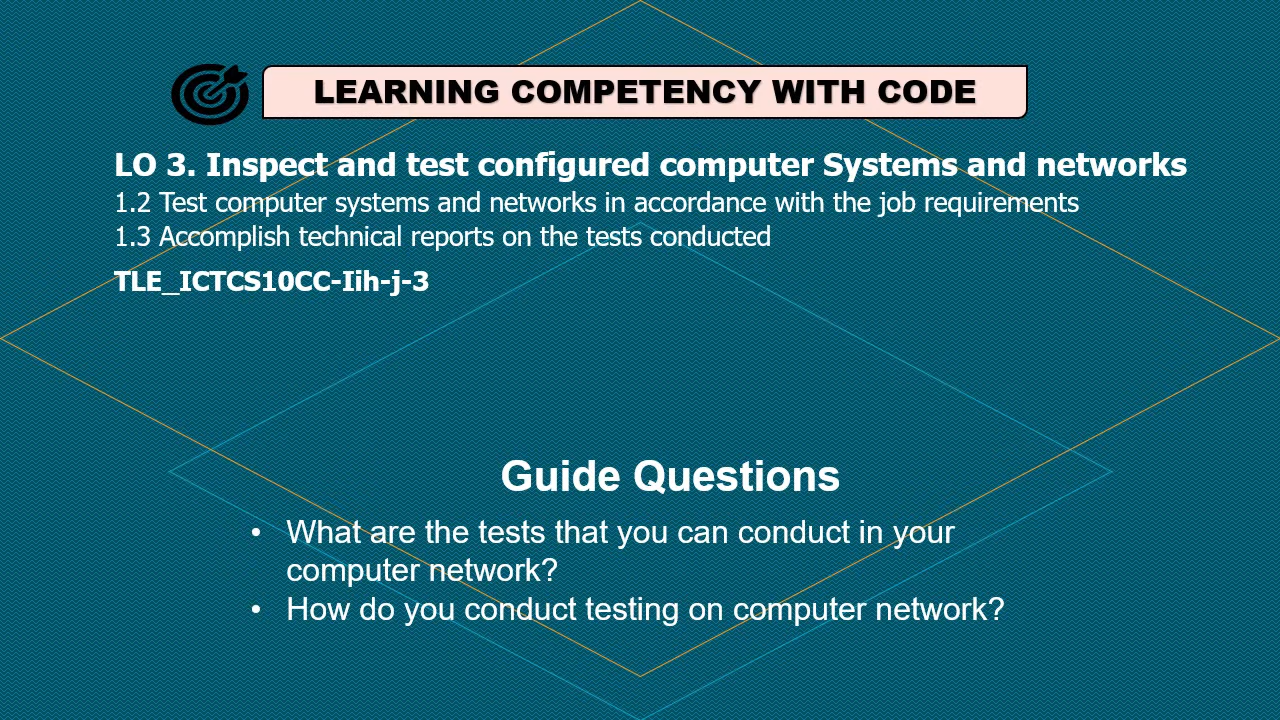 LEARNING COMPETENCY WITH CODE
LO 3. Inspect and test configured computer Systems and networks
1.2 Test computer systems and networks in accordance with the job requirements
1.3 Accomplish technical reports on the tests conducted
TLE_ICTCS10CC-Iih-j-3
Guide Questions
• What are the tests that you can conduct in your
computer network?
• How do you conduct testing on computer network?